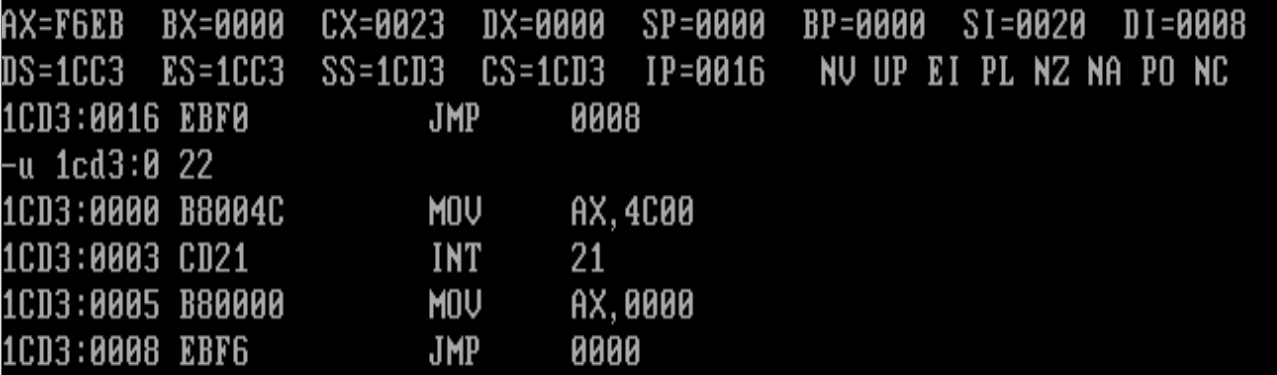 AX=F6EB  BX=0000  CX=0023  DX=0000  SP=0000  BP=0000  SI=0020  DI=0008
DS=1CC3  ES=1CC3  SS=1CD3  CS=1CD3  IP=0016   NV UP EI PL NZ NA PO NC
1CD3:0016 EBF0          JMP     0008
-u 1cd3:0 22
1CD3:0000 B8004C        MOV     AX,4C00
1CD3:0003 CD21          INT     21
1CD3:0005 B80000        MOV     AX,0000
1CD3:0008 EBF6          JMP     0000